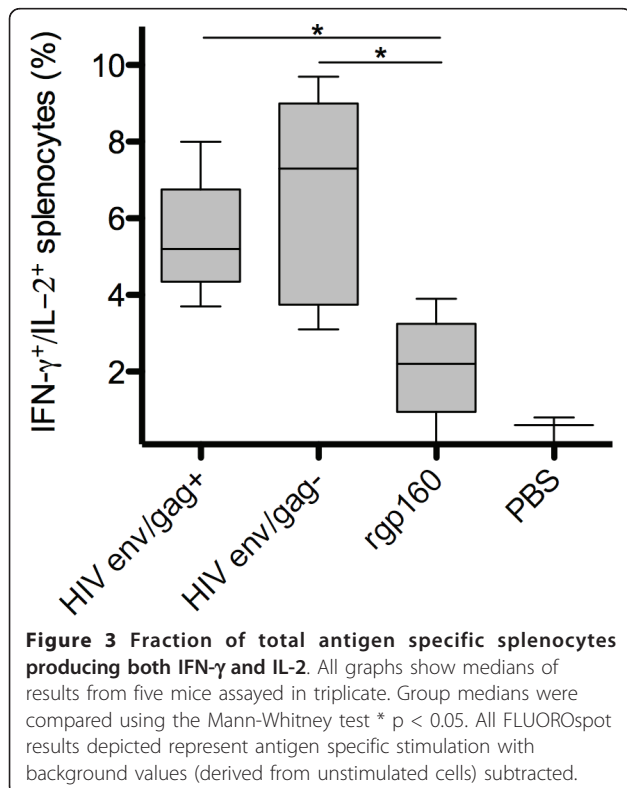 *
*
10
8
6
4
2
IFN-γ+/IL–2+ splenocytes (%)
HIV env/gag+
HIV env/gag-
rgp160
PBS
Figure 3 Fraction of total antigen specific splenocytes
producing both IFN-γ and IL-2. All graphs show medians of
results from five mice assayed in triplicate. Group medians were
compared using the Mann-Whitney test * p < 0.05. All FLUOROspot
results depicted represent antigen specific stimulation with
background values (derived from unstimulated cells) subtracted.